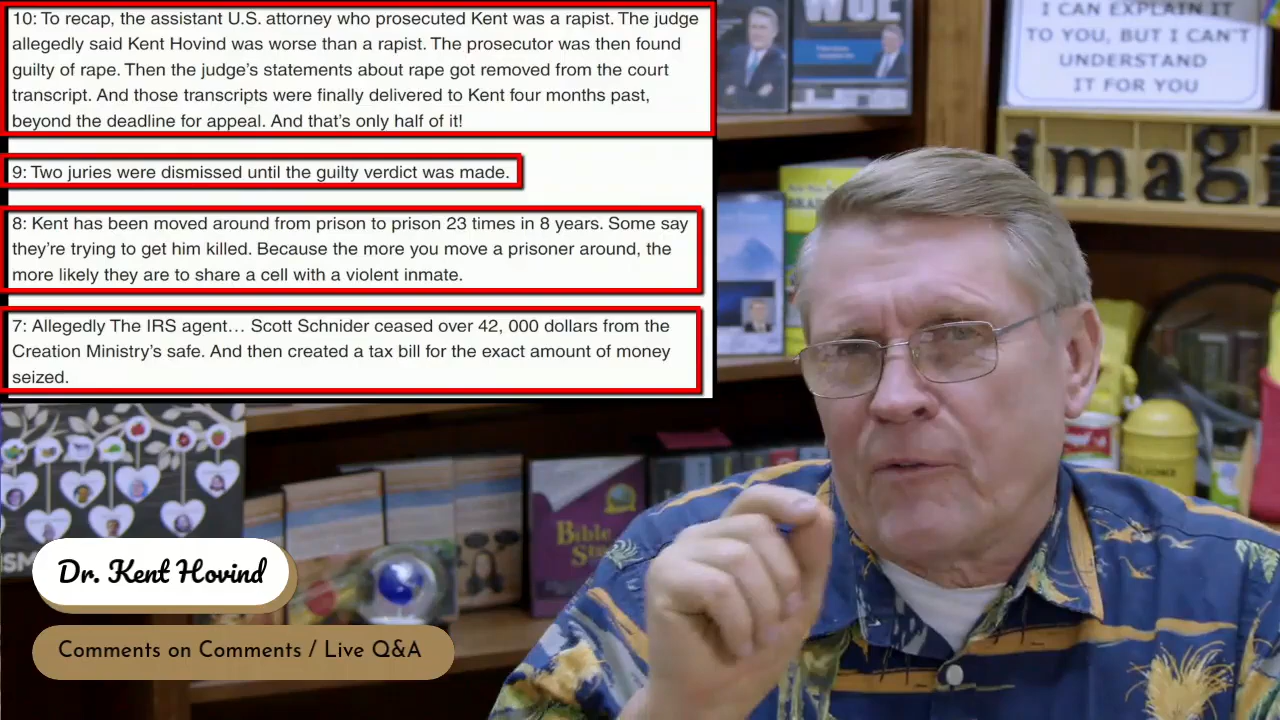 10: To recap, the assistant U.S. attorney who prosecuted Kent was a rapist. The judge
allegedly said Kent Hovind was worse than a rapist. The prosecutor was then found
guilty of rape. Then the judge's statements about rape got removed from the court
transcript. And those transcripts were finally delivered to Kent four months past,
beyond the deadline for appeal. And that's only half of it!
9: Two juries were dismissed until the guilty verdict was made.
8: Kent has been moved around from prison to prison 23 times in 8 years. Some say
they're trying to get him killed. Because the more you move a prisoner around, the
more likely they are to share a cell with a violent inmate.
7: Allegedly The IRS agent… Scott Schnider ceased over 42, 000 dollars from the
Creation Ministry's safe. And then created a tax bill for the exact amount of money
seized.
I CAN EXPLAIN IT
TO YOU, BUT I CAN'T
UNDERSTAND
IT FOR YOU
imagi
Bible
Dr. Kent Hovind
Comments on Comments / Live Q&A